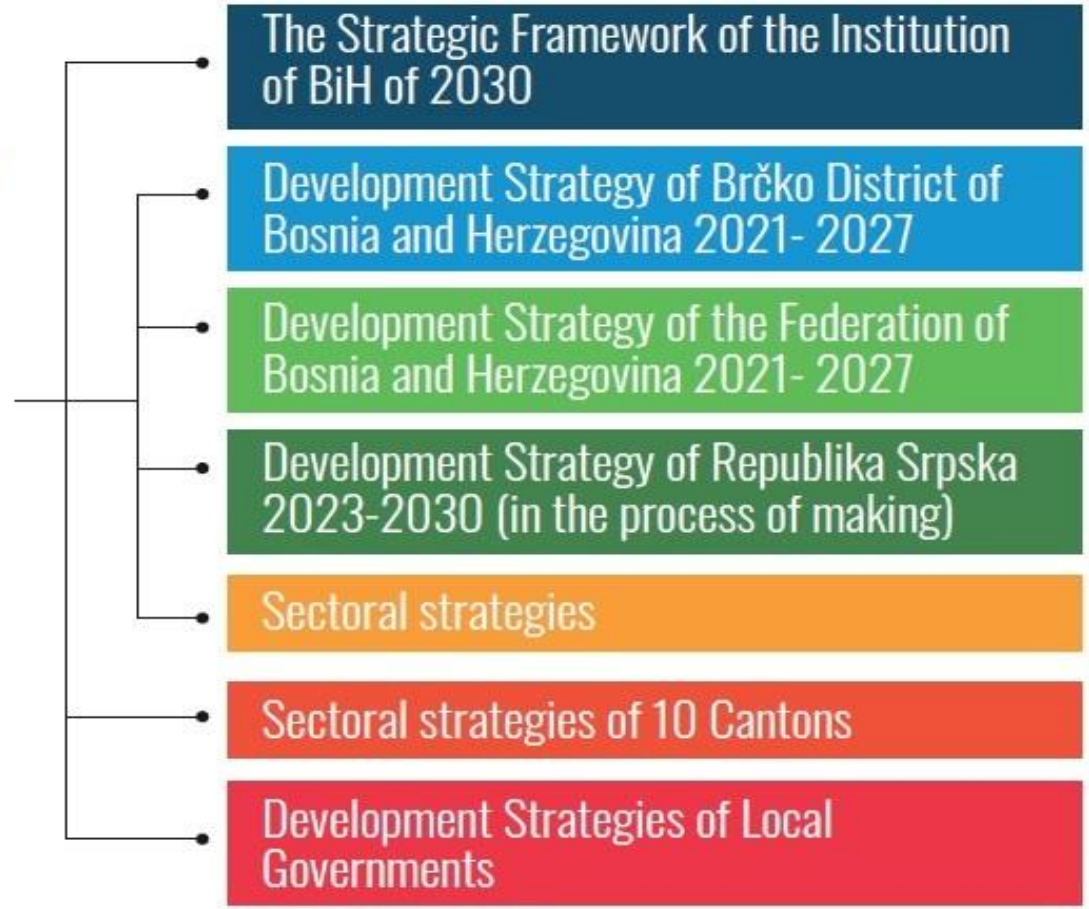 The Strategic Framework of the Institution
of BiH of 2030
Development Strategy of Brčko District of
Bosnia and Herzegovina 2021- 2027
Development Strategy of the Federation of
Bosnia and Herzegovina 2021- 2027
Development Strategy of Republika Srpska
2023-2030 (in the process of making)
Sectoral strategies
Sectoral strategies of 10 Cantons
Development Strategies of Local
Governments